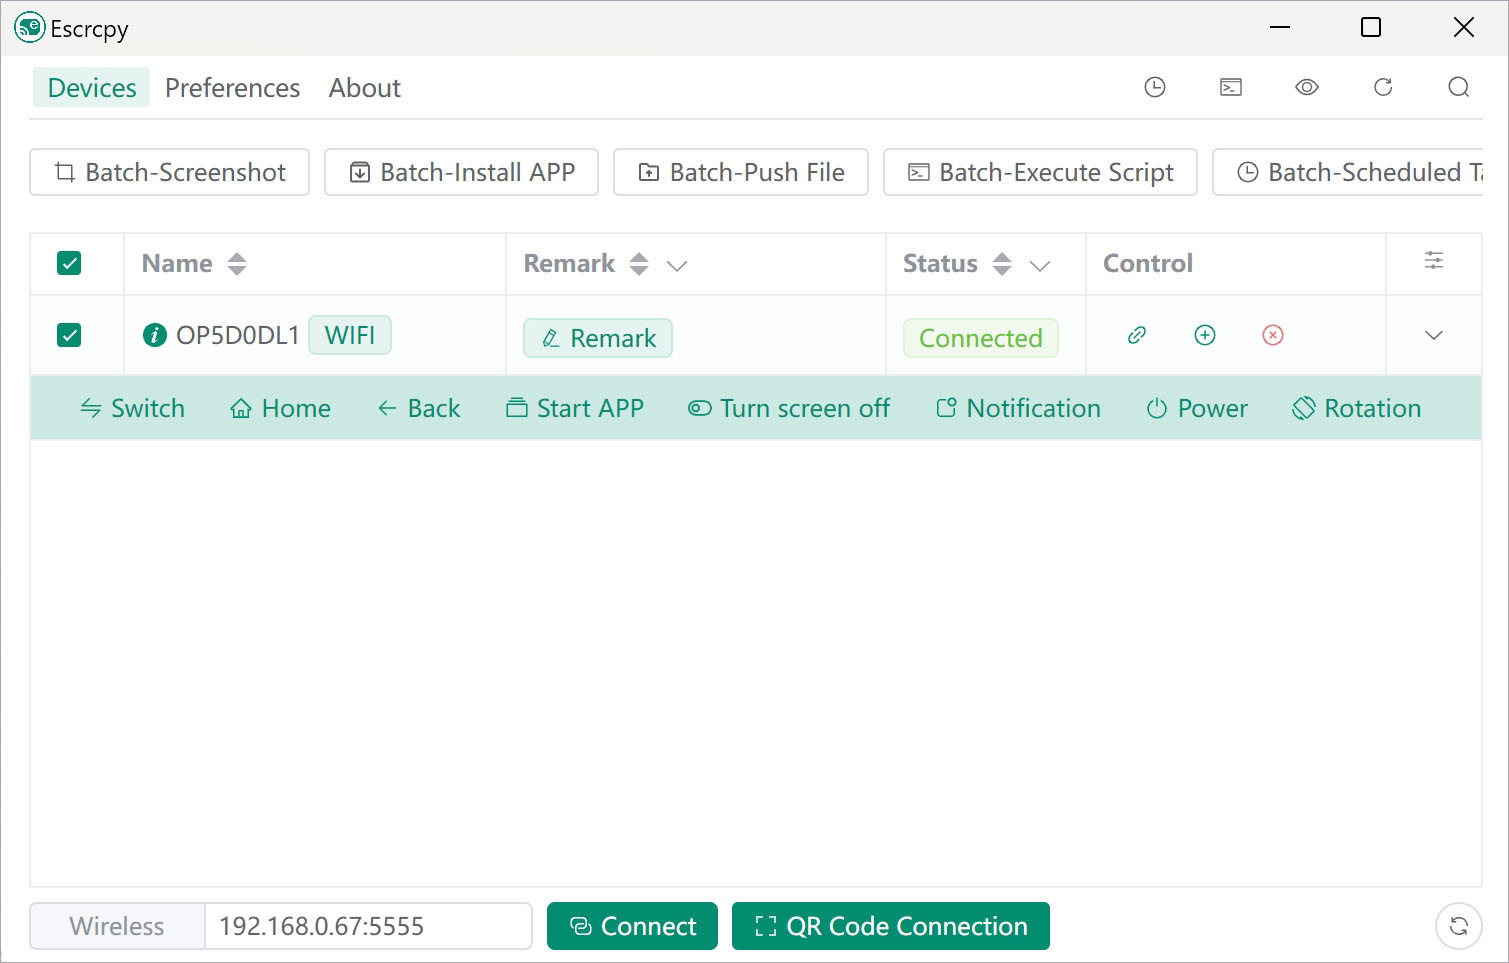 Escrcpy
Devices Preferences About
Batch-Screenshot Batch-Install APP Batch-Push File Batch-Execute Script Batch-Scheduled
Name Remark Status Control
OP5D0DL1 WIFI Remark Connected
Switch Home Back Start APP Turn screen off Notification Power Rotation
Wireless 192.168.0.67:5555 Connect QR Code Connection